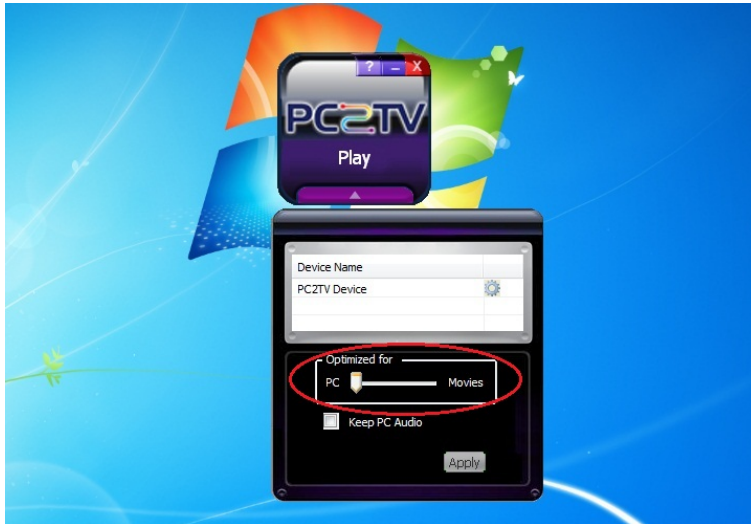 ? – X
PC2TV
Play
Device Name
PC2TV Device
Optimized for
PC Movies
Keep PC Audio
Apply